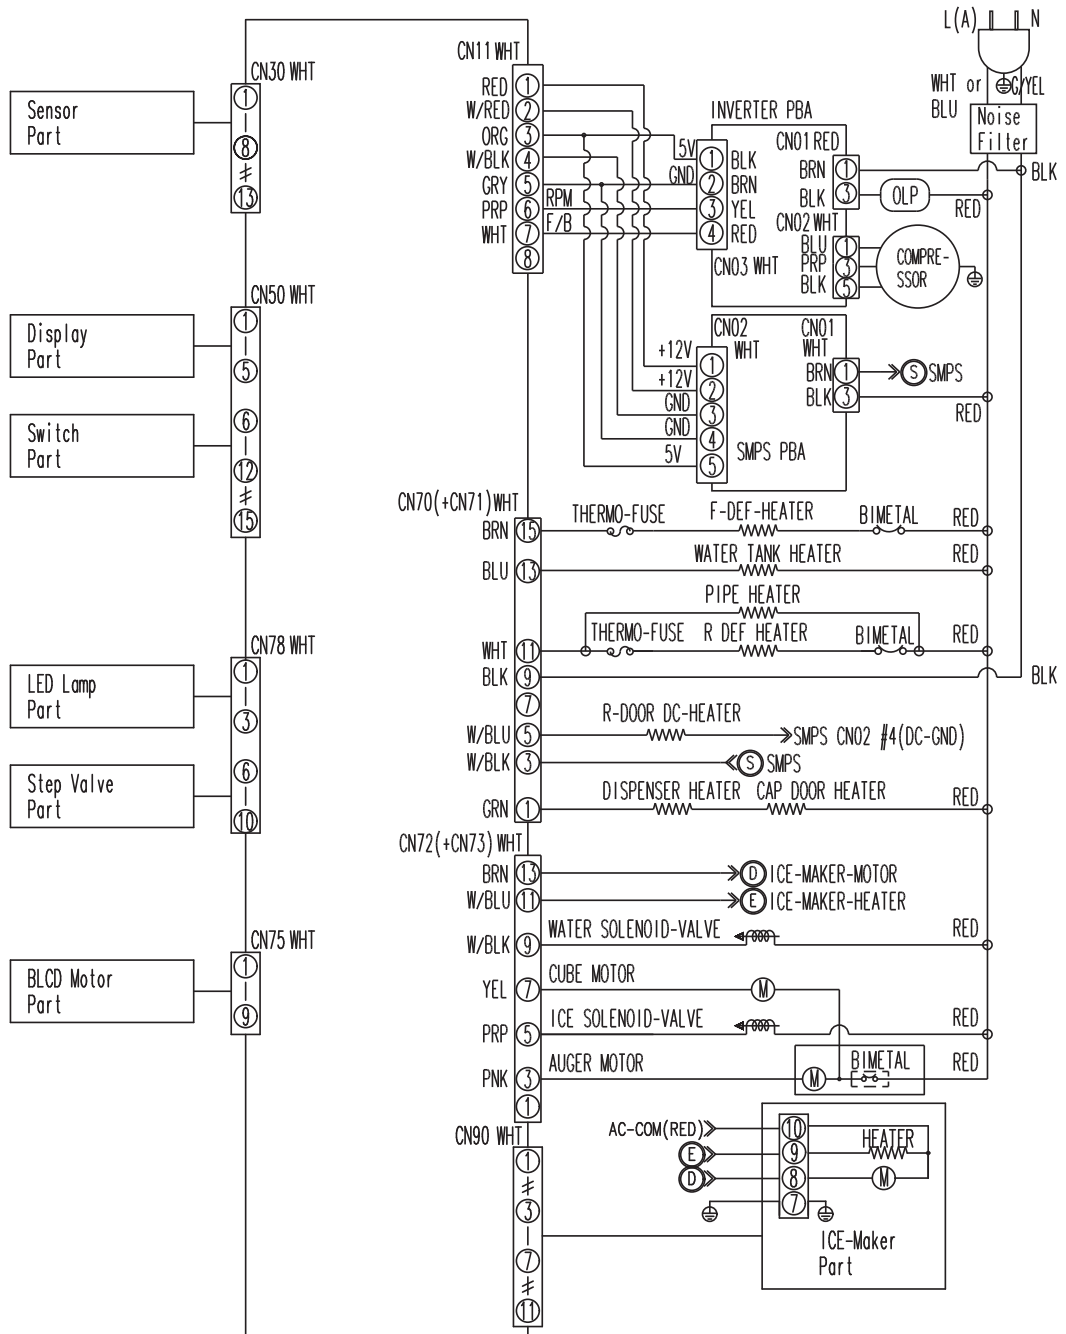 L(A) N
WHT or
BLU
G/YEL
Noise
Filter
BLK
CN30 WHT
Sensor
Part
1
8
13
CN50 WHT
Display
Part
1
5
Switch
Part
6
12
15
CN78 WHT
LED Lamp
Part
1
3
Step Valve
Part
6
10
CN75 WHT
BLCD Motor
Part
1
9
CN11 WHT
RED 1
W/RED 2
ORG 3
W/BLK 4
GRY 5
PRP 6 RPM
WHT 7 F/B
8
INVERTER PBA
5V 1 BLK
GND 2 BRN
3 YEL
4 RED
CN03 WHT
CN01 RED
BRN 1
BLK 3 OLP RED
CN02 WHT
BLU 1
PRP 3
BLK 5
COMPRE-
SSOR
CN02
WHT
CN01
WHT
+12V 1
+12V 2
GND 3
GND 4
5V 5
SMPS PBA
BRN 1 S SMPS
BLK 3 RED
CN70(+CN71)WHT
BRN 15 THERMO-FUSE F-DEF-HEATER BIMETAL RED
BLU 13 WATER TANK HEATER RED
PIPE HEATER
WHT 11 THERMO-FUSE R DEF HEATER BIMETAL RED
BLK 9 BLK
7
R-DOOR DC-HEATER
W/BLU 5 SMPS CN02 #4(DC-GND)
W/BLK 3 S SMPS
GRN 1 DISPENSER HEATER CAP DOOR HEATER RED
CN72(+CN73) WHT
BRN 13 D ICE-MAKER-MOTOR
W/BLU 11 E ICE-MAKER-HEATER
W/BLK 9 WATER SOLENOID-VALVE RED
YEL 7 CUBE MOTOR M
PRP 5 ICE SOLENOID-VALVE RED
PNK 3 AUGER MOTOR M BIMETAL RED
1
CN90 WHT
1
3
7
11
AC-COM(RED) 10
E 9 HEATER
D 8 M
7
ICE-Maker
Part